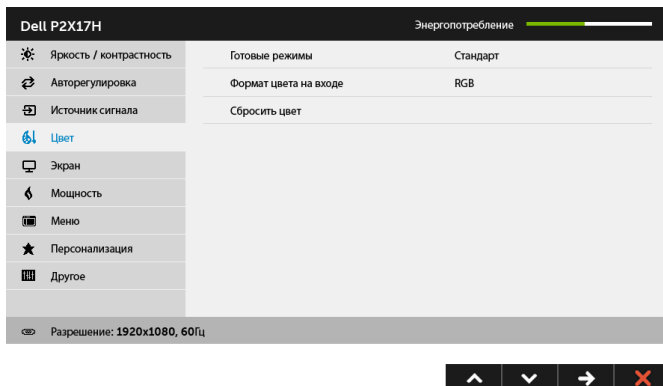 Dell P2X17H
Энергопотребление
Яркость / контрастность
Готовые режимы
Стандарт
Авторегулировка
Формат цвета на входе
RGB
Источник сигнала
Сбросить цвет
Цвет
Экран
Мощность
Меню
Персонализация
Другое
Разрешение: 1920x1080, 60Гц